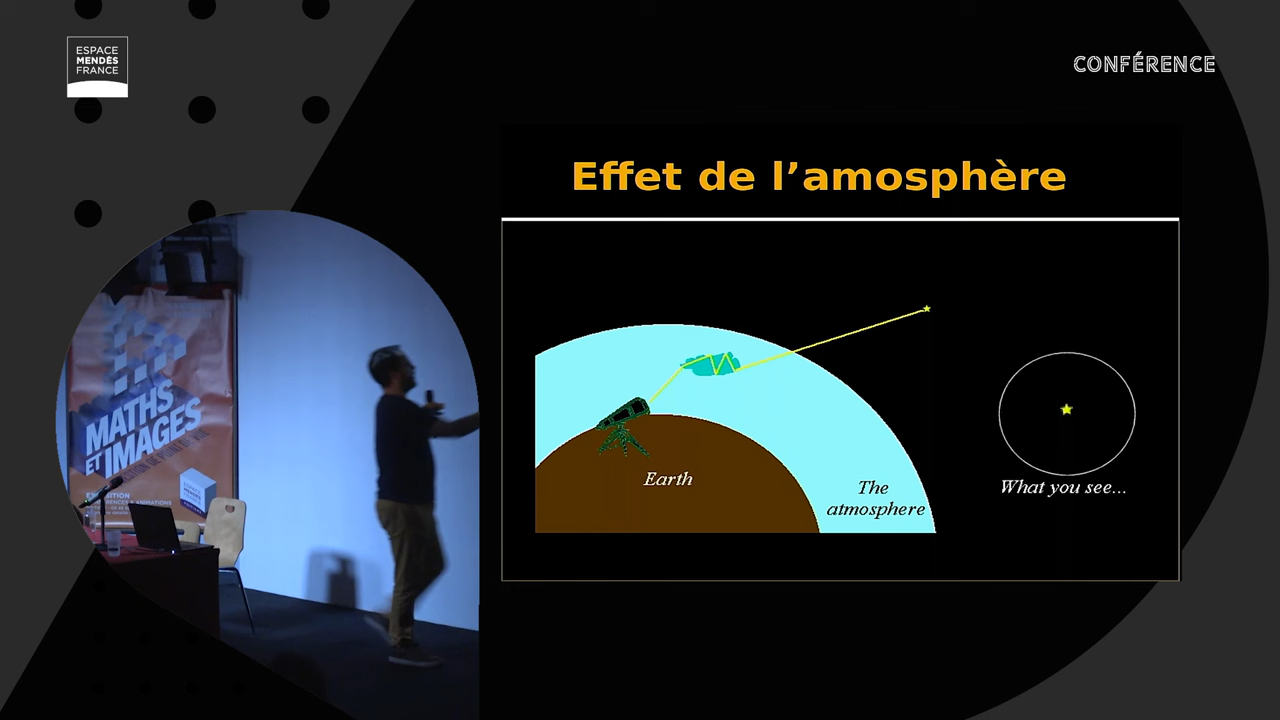 ESPACE
MENDÈS
FRANCE
CONFÉRENCE
Effet de l’amosphère
Earth
The
atmosphere
What you see...
MATHS
ET IMAGES